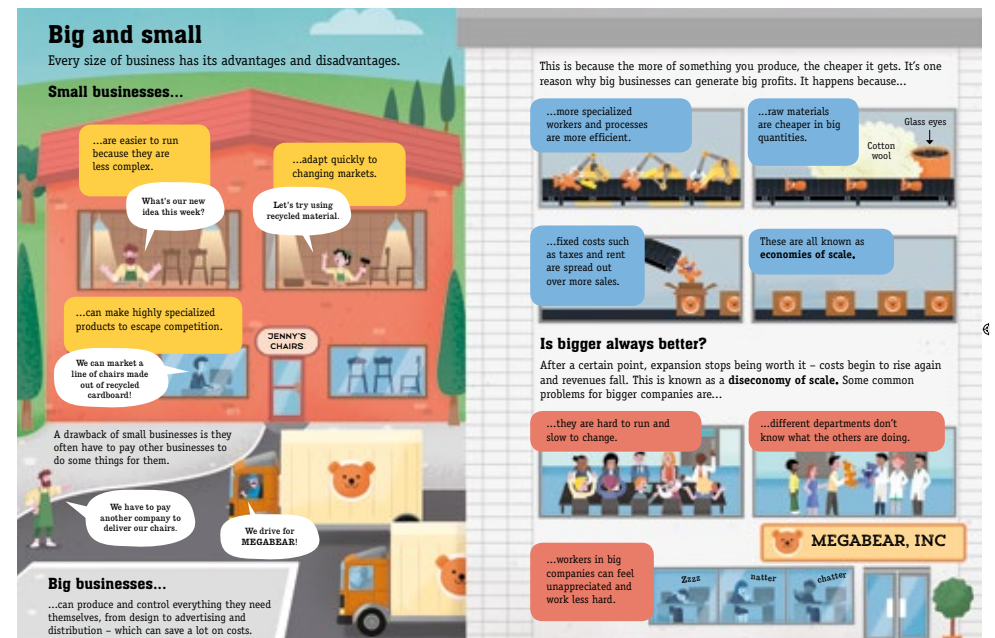 Big and small
Every size of business has its advantages and disadvantages.
Small businesses...
...are easier to run
because they are
less complex.
...adapt quickly to
changing markets.
What's our new
idea this week?
Let's try using
recycled material.
...can make highly specialized
products to escape competition.
JENNY'S
CHAIRS
We can market a
line of chairs made
out of recycled
cardboard!
A drawback of small businesses is they
often have to pay other businesses to
do some things for them.
We have to pay
another company to
deliver our chairs.
We drive for
MEGABEAR!
Big businesses...
...can produce and control everything they need
themselves, from design to advertising and
distribution – which can save a lot on costs.
This is because the more of something you produce, the cheaper it gets. It's one
reason why big businesses can generate big profits. It happens because...
...more specialized
workers and processes
are more efficient.
...raw materials
are cheaper in big
quantities.
Glass eyes
Cotton
wool
...fixed costs such
as taxes and rent
are spread out
over more sales.
These are all known as
economies of scale.
Is bigger always better?
After a certain point, expansion stops being worth it – costs begin to rise again
and revenues fall. This is known as a diseconomy of scale. Some common
problems for bigger companies are...
...they are hard to run and
slow to change.
...different departments don't
know what the others are doing.
MEGABEAR, INC
...workers in big
companies can feel
unappreciated and
work less hard.
Zzzz
natter
chatter